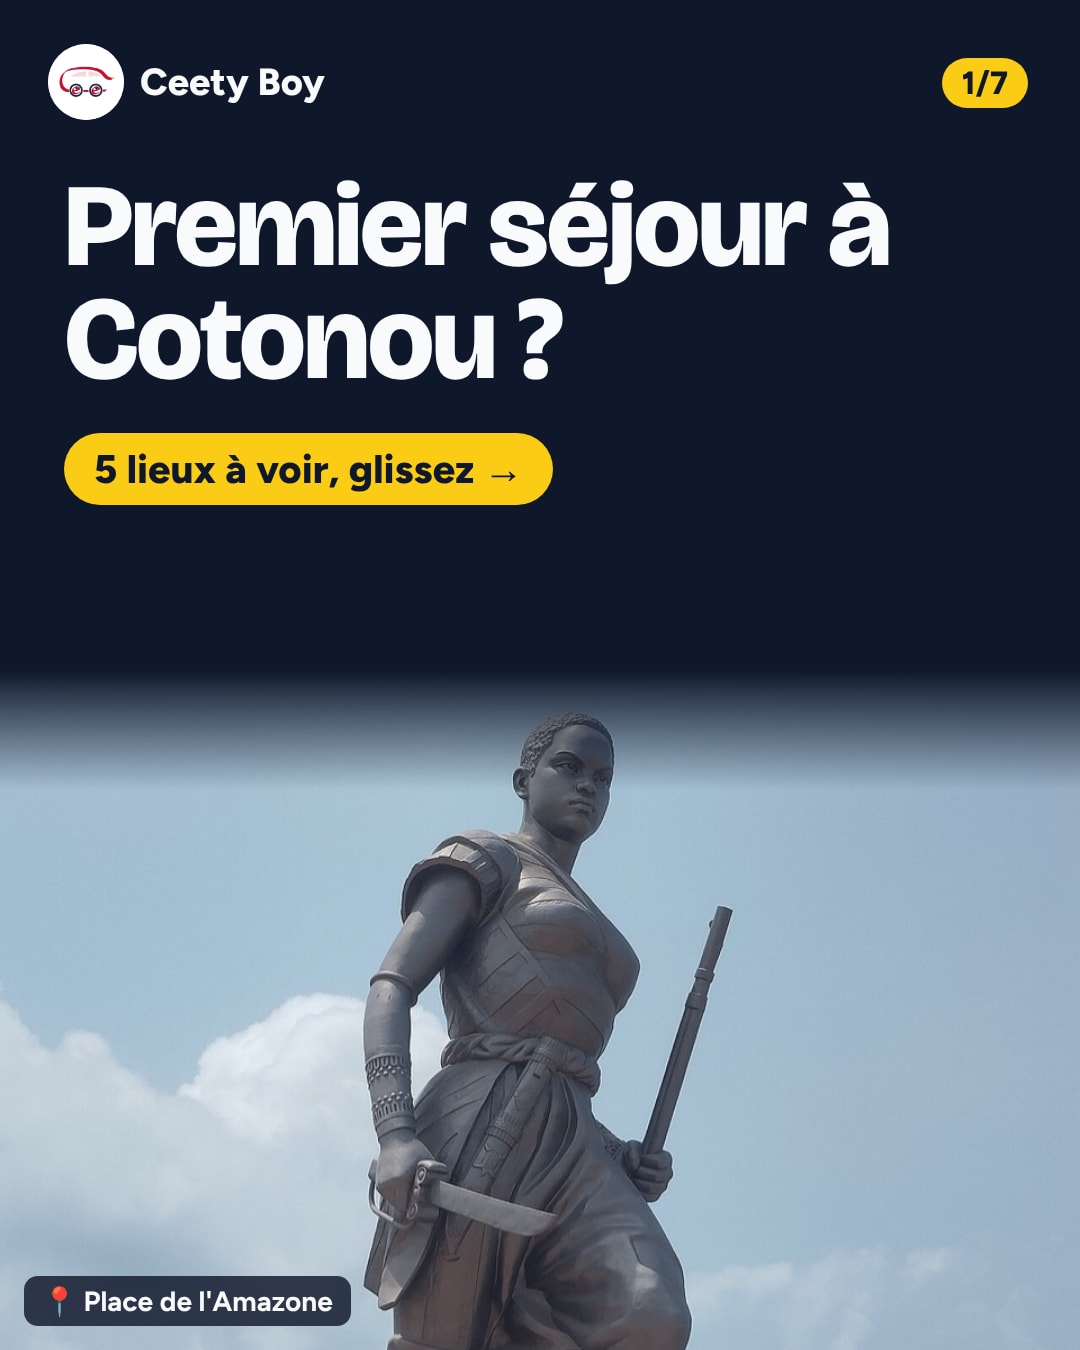 Ceety Boy
1/7
Premier séjour à
Cotonou ?
5 lieux à voir, glissez →
📍 Place de l'Amazone